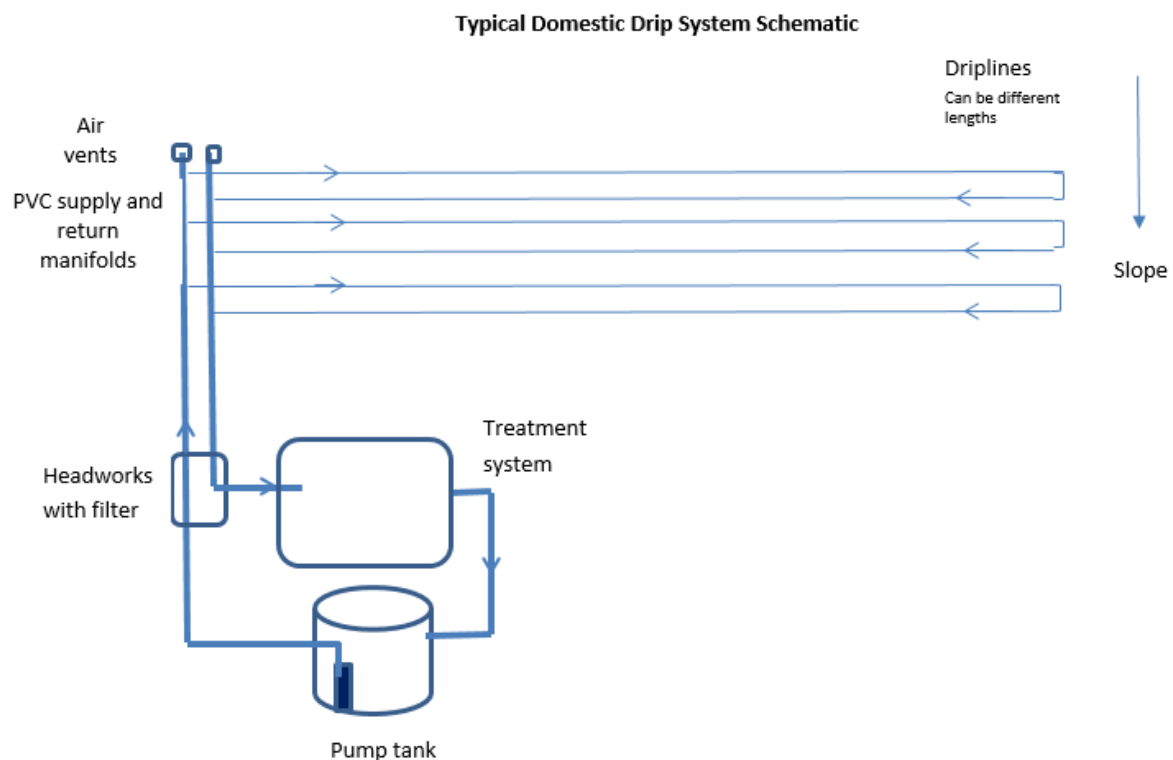 Typical Domestic Drip System Schematic
Driplines
Can be different
lengths
Air
vents
PVC supply and
return
manifolds
Slope
Treatment
system
Headworks
with filter
Pump tank